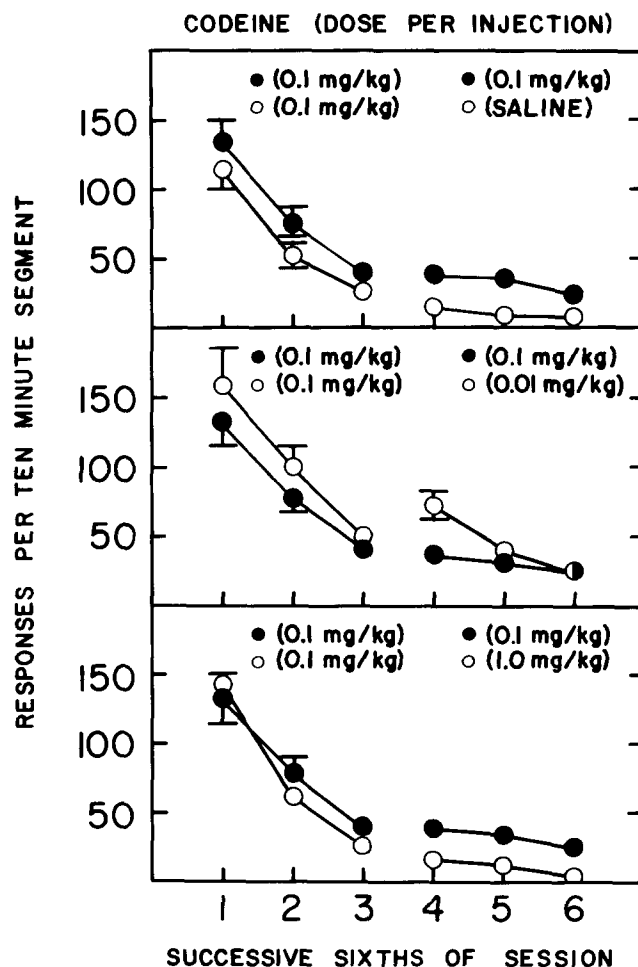 CODEINE (DOSE PER INJECTION)
● (0.1 mg/kg) ● (0.1 mg/kg)
○ (0.1 mg/kg) ○ (SALINE)
150
100
50
● (0.1 mg/kg) ● (0.1 mg/kg)
○ (0.1 mg/kg) ○ (0.01 mg/kg)
150
100
50
● (0.1 mg/kg) ● (0.1 mg/kg)
○ (0.1 mg/kg) ○ (1.0 mg/kg)
150
100
50
RESPONSES PER TEN MINUTE SEGMENT
1 2 3 4 5 6
SUCCESSIVE SIXTHS OF SESSION